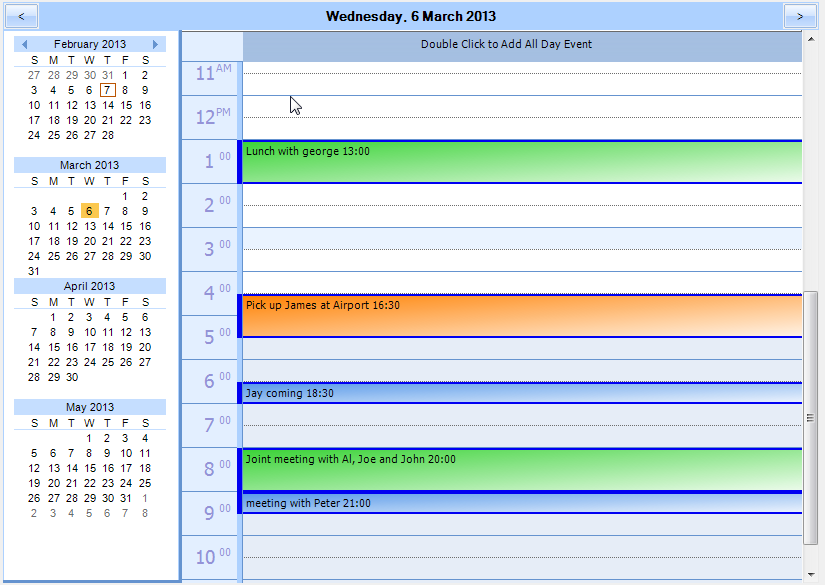 < Wednesday, 6 March 2013 >
February 2013
S M T W T F S
27 28 29 30 31 1 2
3 4 5 6 7 8 9
10 11 12 13 14 15 16
17 18 19 20 21 22 23
24 25 26 27 28
March 2013
S M T W T F S
1 2
3 4 5 6 7 8 9
10 11 12 13 14 15 16
17 18 19 20 21 22 23
24 25 26 27 28 29 30
31
April 2013
S M T W T F S
1 2 3 4 5 6
7 8 9 10 11 12 13
14 15 16 17 18 19 20
21 22 23 24 25 26 27
28 29 30
May 2013
S M T W T F S
1 2 3 4
5 6 7 8 9 10 11
12 13 14 15 16 17 18
19 20 21 22 23 24 25
26 27 28 29 30 31 1
2 3 4 5 6 7 8
Double Click to Add All Day Event
11 AM
12 PM
1 00 Lunch with george 13:00
2 00
3 00
4 00
Pick up James at Airport 16:30
5 00
6 00
Jay coming 18:30
7 00
8 00 Joint meeting with Al, Joe and John 20:00
9 00 meeting with Peter 21:00
10 00